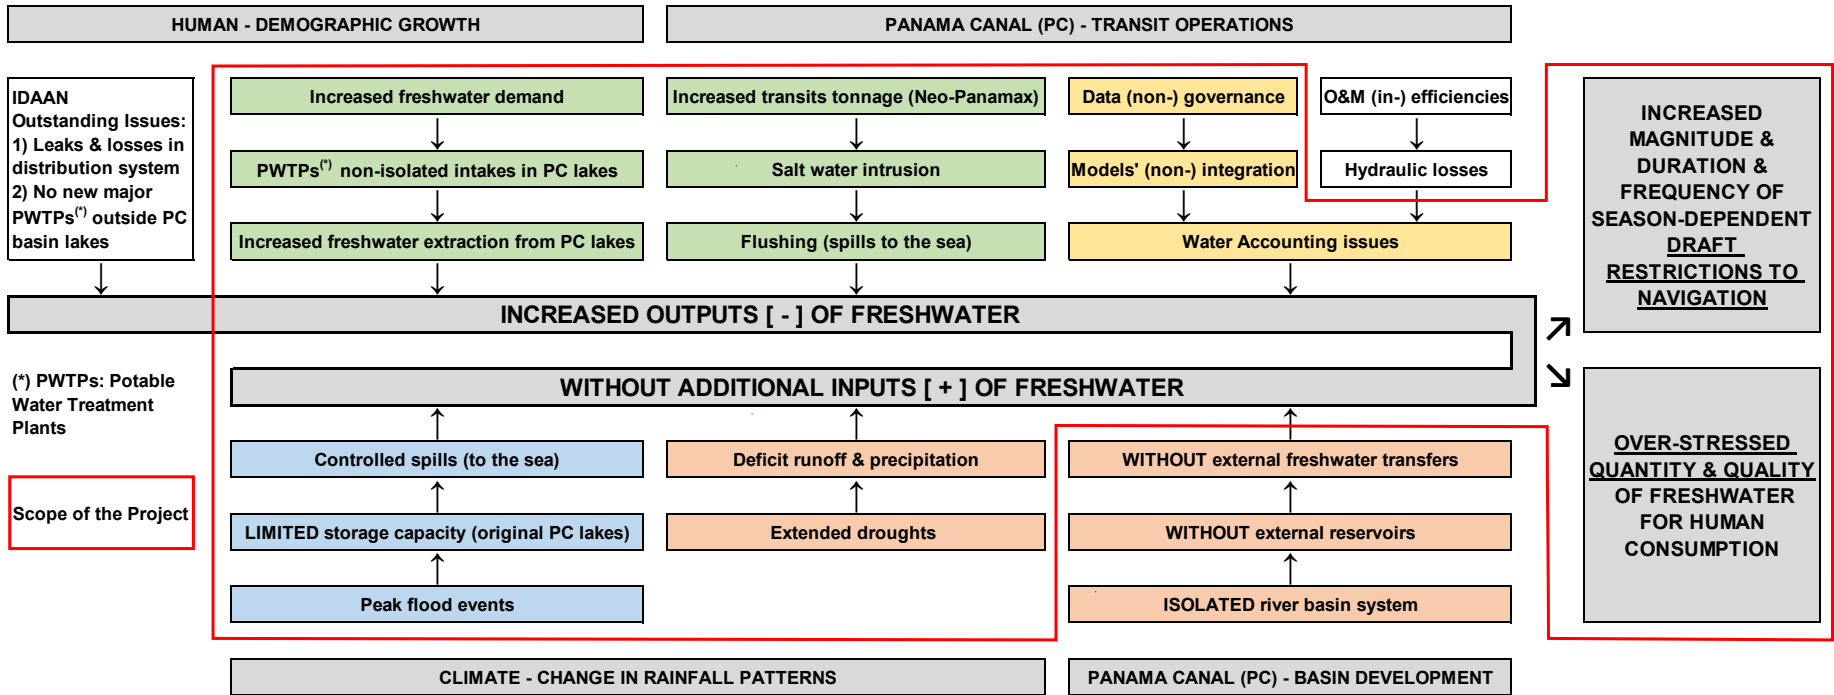 HUMAN - DEMOGRAPHIC GROWTH
PANAMA CANAL (PC) - TRANSIT OPERATIONS
IDAAN
Outstanding Issues:
1) Leaks & losses in
distribution system
2) No new major
PWTPs(*) outside PC
basin lakes
Increased freshwater demand
PWTPs(*) non-isolated intakes in PC lakes
Increased freshwater extraction from PC lakes
Increased transits tonnage (Neo-Panamax)
Salt water intrusion
Flushing (spills to the sea)
Data (non-) governance
Models' (non-) integration
O&M (in-) efficiencies
Hydraulic losses
Water Accounting issues
INCREASED
MAGNITUDE &
DURATION &
FREQUENCY OF
SEASON-DEPENDENT
DRAFT
RESTRICTIONS TO
NAVIGATION
INCREASED OUTPUTS [ - ] OF FRESHWATER
WITHOUT ADDITIONAL INPUTS [ + ] OF FRESHWATER
(*) PWTPs: Potable
Water Treatment
Plants
Scope of the Project
Controlled spills (to the sea)
LIMITED storage capacity (original PC lakes)
Peak flood events
Deficit runoff & precipitation
Extended droughts
WITHOUT external freshwater transfers
WITHOUT external reservoirs
ISOLATED river basin system
OVER-STRESSED
QUANTITY & QUALITY
OF FRESHWATER
FOR HUMAN
CONSUMPTION
CLIMATE - CHANGE IN RAINFALL PATTERNS
PANAMA CANAL (PC) - BASIN DEVELOPMENT